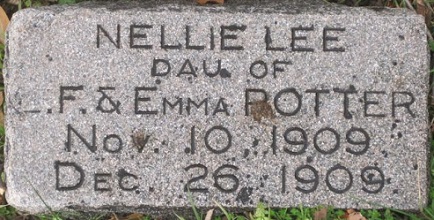 NELLIE LEE
DAU. OF
L.F. & EMMA POTTER
NOV. 10, 1909
DEC. 26, 1909